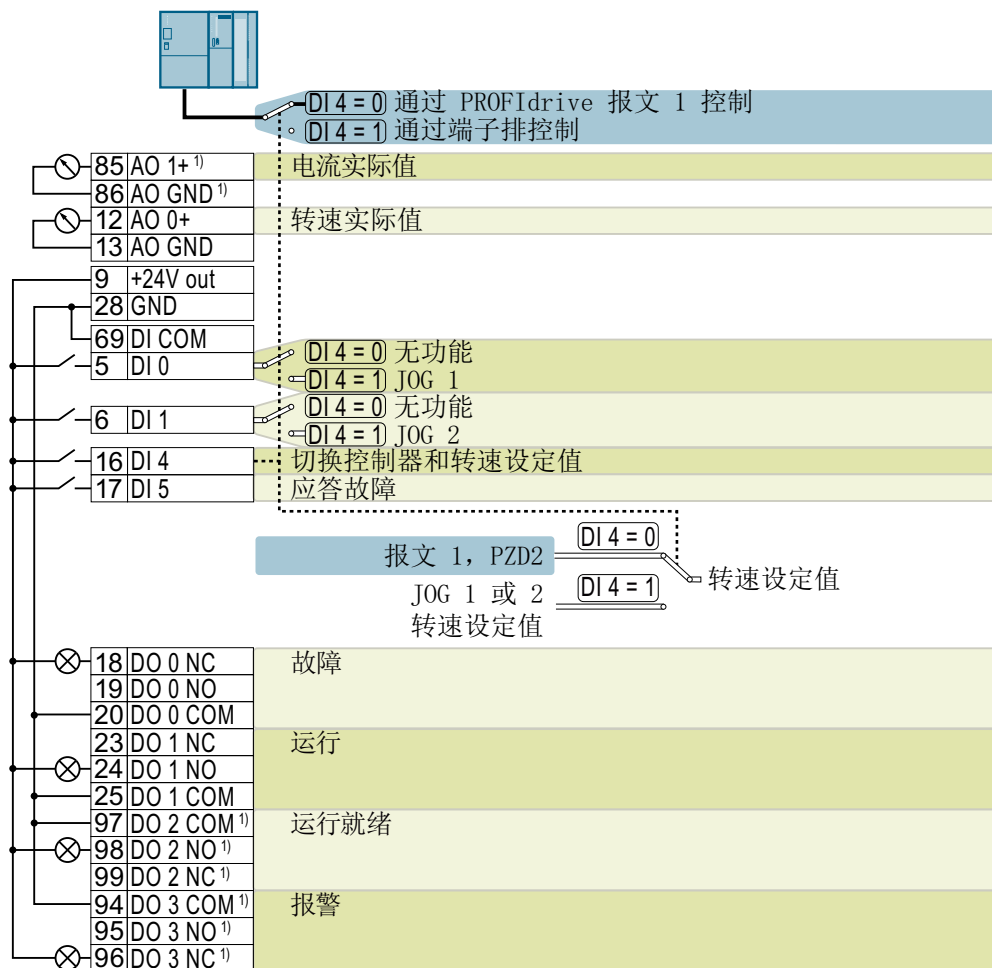 DI 4 = 0 通过 PROFIdrive 报文 1 控制
DI 4 = 1 通过端子排控制
85 AO 1+ 1) 电流实际值
86 AO GND 1)
12 AO 0+ 转速实际值
13 AO GND
9 +24V out
28 GND
69 DI COM
DI 4 = 0 无功能
5 DI 0
DI 4 = 1 JOG 1
DI 4 = 0 无功能
6 DI 1
DI 4 = 1 JOG 2
16 DI 4 切换控制器和转速设定值
17 DI 5 应答故障
报文 1, PZD2 DI 4 = 0
转速设定值
JOG 1 或 2 DI 4 = 1
转速设定值
18 DO 0 NC 故障
19 DO 0 NO
20 DO 0 COM
23 DO 1 NC 运行
24 DO 1 NO
25 DO 1 COM
97 DO 2 COM 1) 运行就绪
98 DO 2 NO 1)
99 DO 2 NC 1)
94 DO 3 COM 1) 报警
95 DO 3 NO 1)
96 DO 3 NC 1)